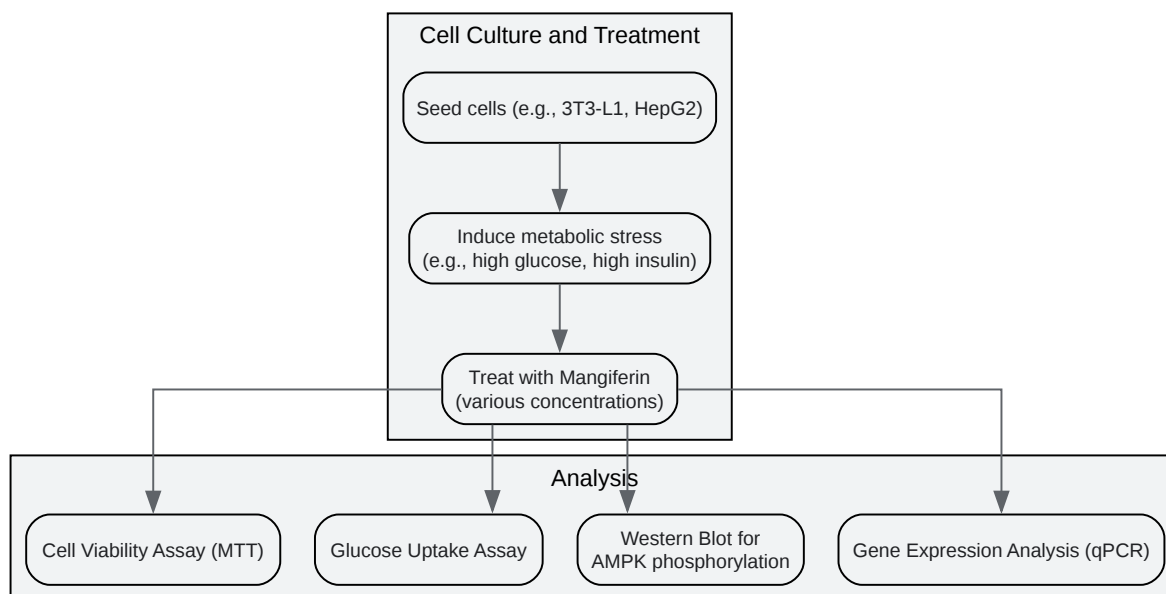 Cell Culture and Treatment
Seed cells (e.g., 3T3-L1, HepG2)
Induce metabolic stress
(e.g., high glucose, high insulin)
Treat with Mangiferin
(various concentrations)
Analysis
Cell Viability Assay (MTT)
Glucose Uptake Assay
Western Blot for
AMPK phosphorylation
Gene Expression Analysis (qPCR)